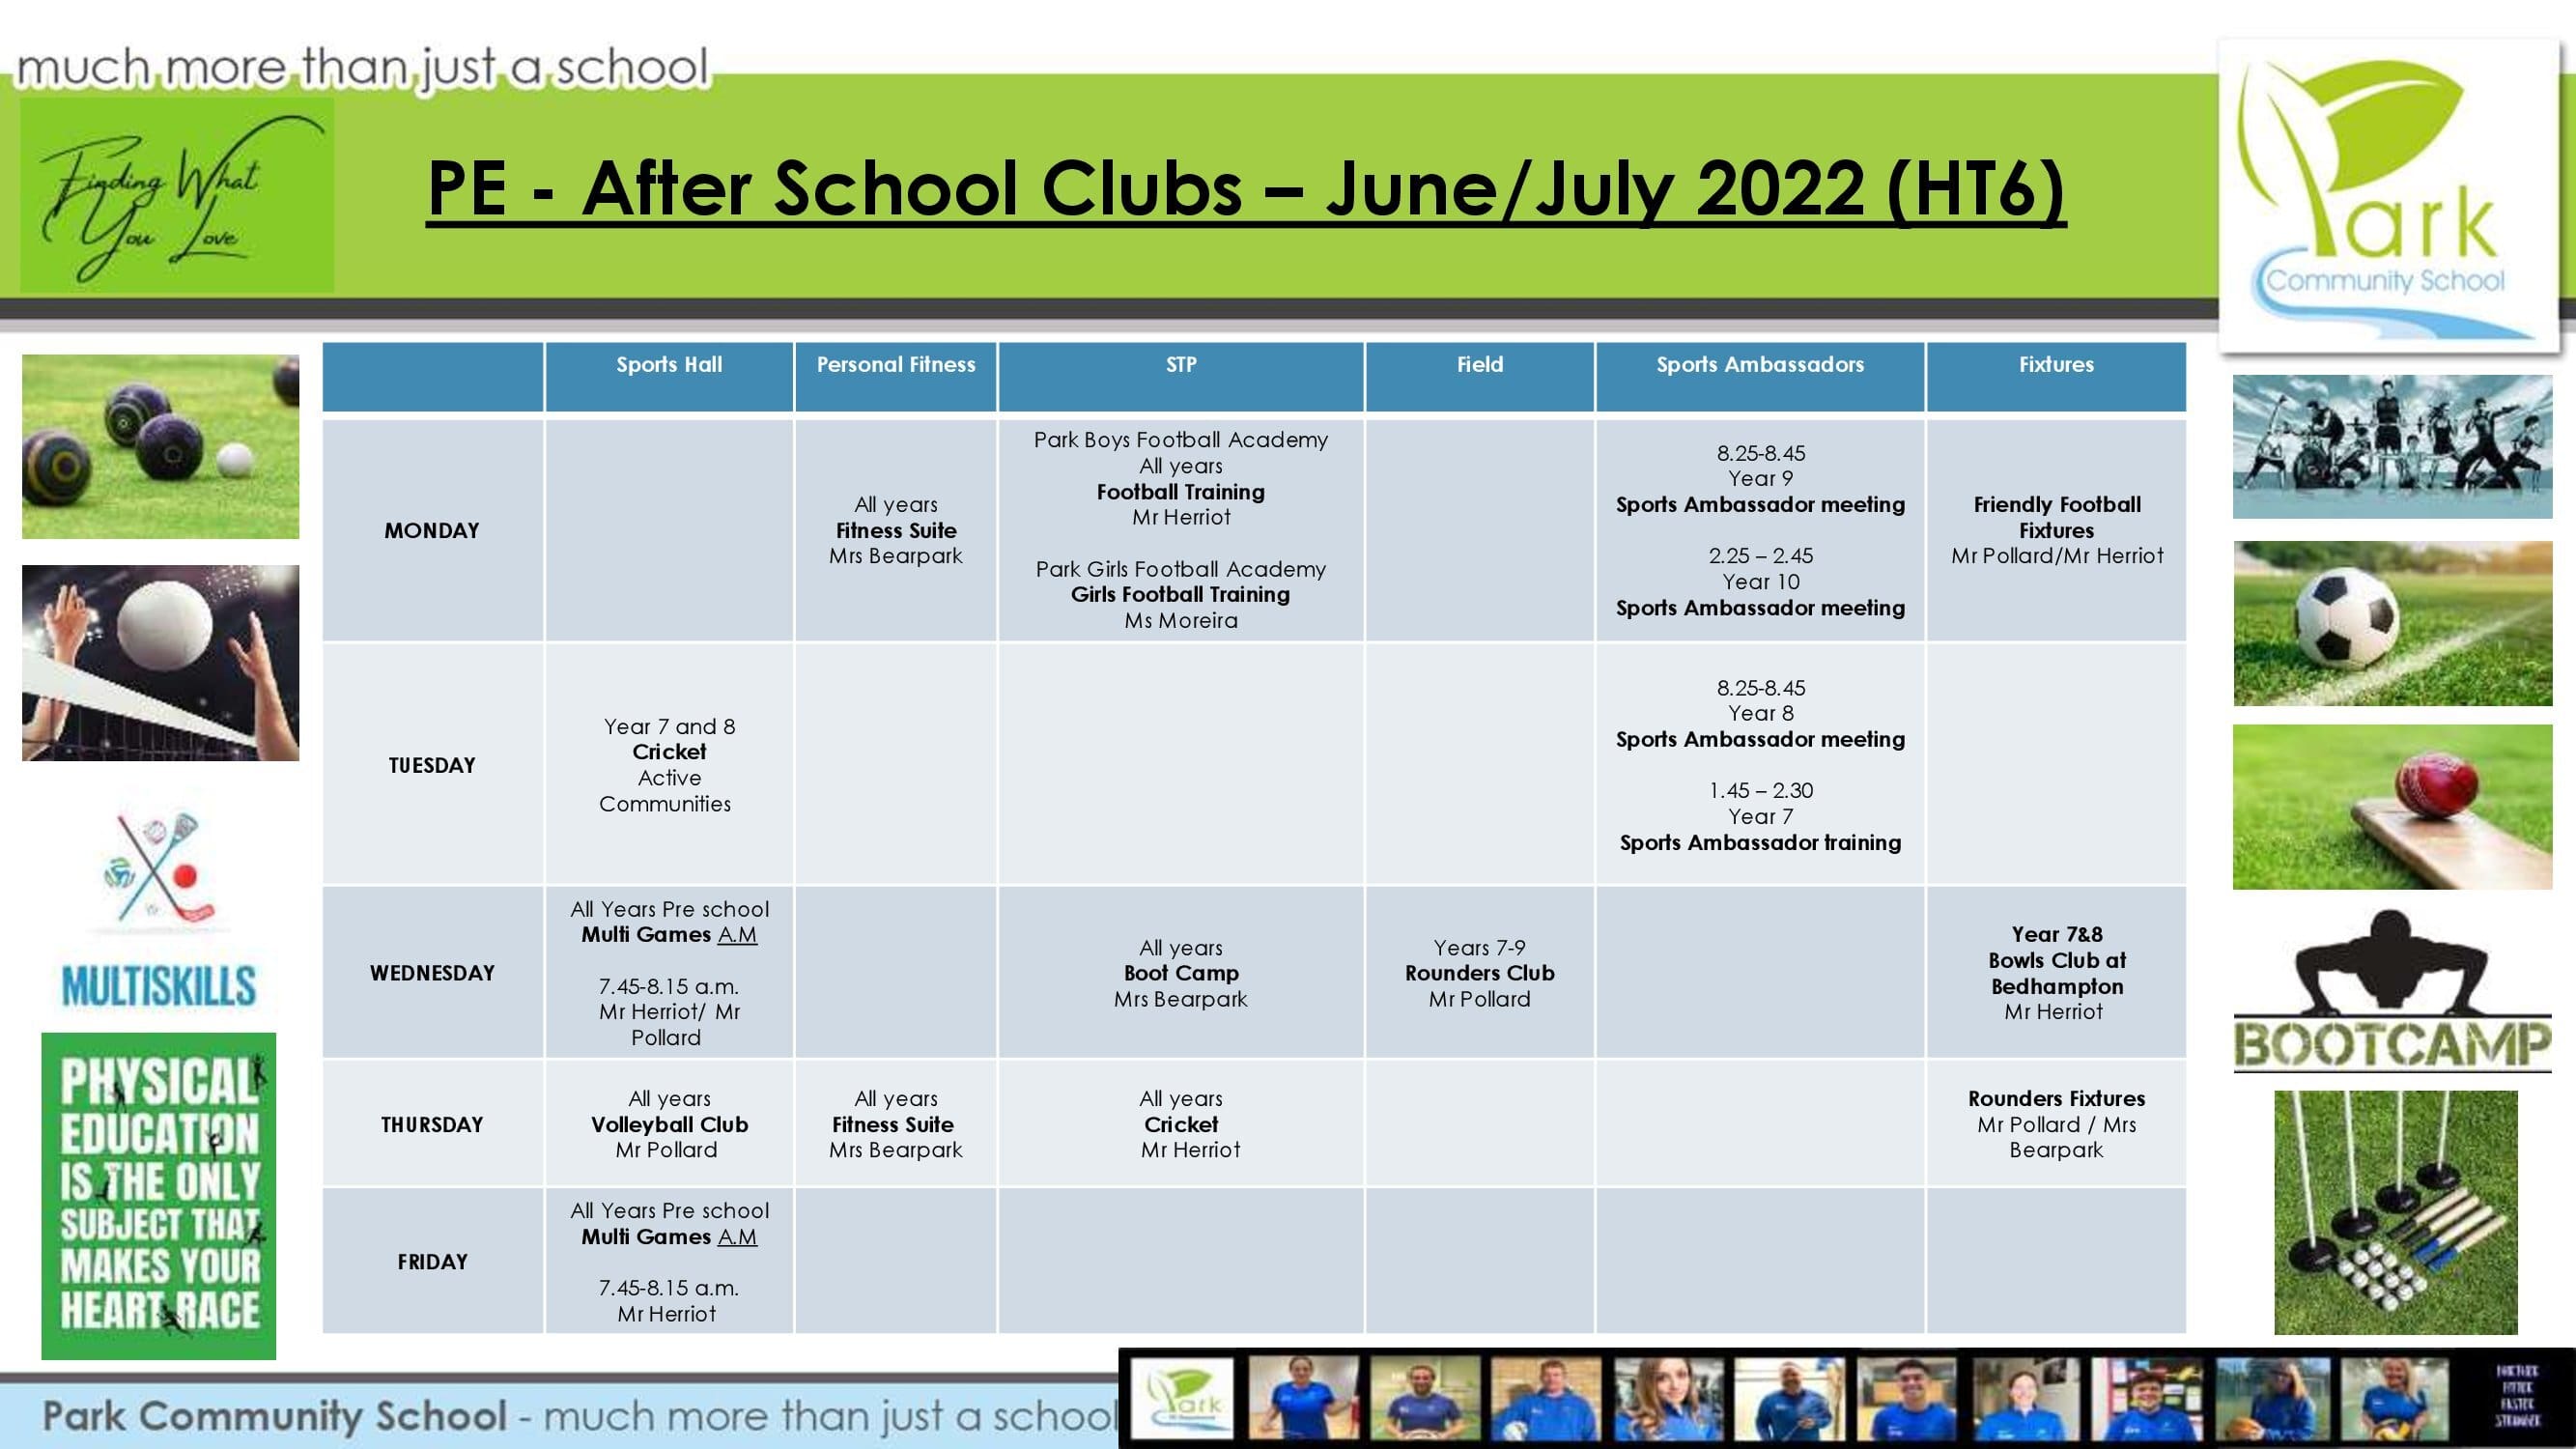 much more than just a school
Finding What
You Love
PE - After School Clubs – June/July 2022 (HT6)
Park
Community School
Sports Hall
Personal Fitness
STP
Field
Sports Ambassadors
Fixtures
MONDAY
All years
Fitness Suite
Mrs Bearpark
Park Boys Football Academy
All years
Football Training
Mr Herriot
Park Girls Football Academy
Girls Football Training
Ms Moreira
8.25-8.45
Year 9
Sports Ambassador meeting
2.25 – 2.45
Year 10
Sports Ambassador meeting
Friendly Football
Fixtures
Mr Pollard/Mr Herriot
TUESDAY
Year 7 and 8
Cricket
Active
Communities
8.25-8.45
Year 8
Sports Ambassador meeting
1.45 – 2.30
Year 7
Sports Ambassador training
WEDNESDAY
All Years Pre school
Multi Games A.M
7.45-8.15 a.m.
Mr Herriot/ Mr
Pollard
All years
Boot Camp
Mrs Bearpark
Years 7-9
Rounders Club
Mr Pollard
Year 7&8
Bowls Club at
Bedhampton
Mr Herriot
THURSDAY
All years
Volleyball Club
Mr Pollard
All years
Fitness Suite
Mrs Bearpark
All years
Cricket
Mr Herriot
Rounders Fixtures
Mr Pollard / Mrs
Bearpark
FRIDAY
All Years Pre school
Multi Games A.M
7.45-8.15 a.m.
Mr Herriot
MULTISKILLS
PHYSICAL
EDUCATION
IS THE ONLY
SUBJECT THAT
MAKES YOUR
HEART RACE
BOOTCAMP
Park Community School - much more than just a school
Park
FASTER
STRONGER